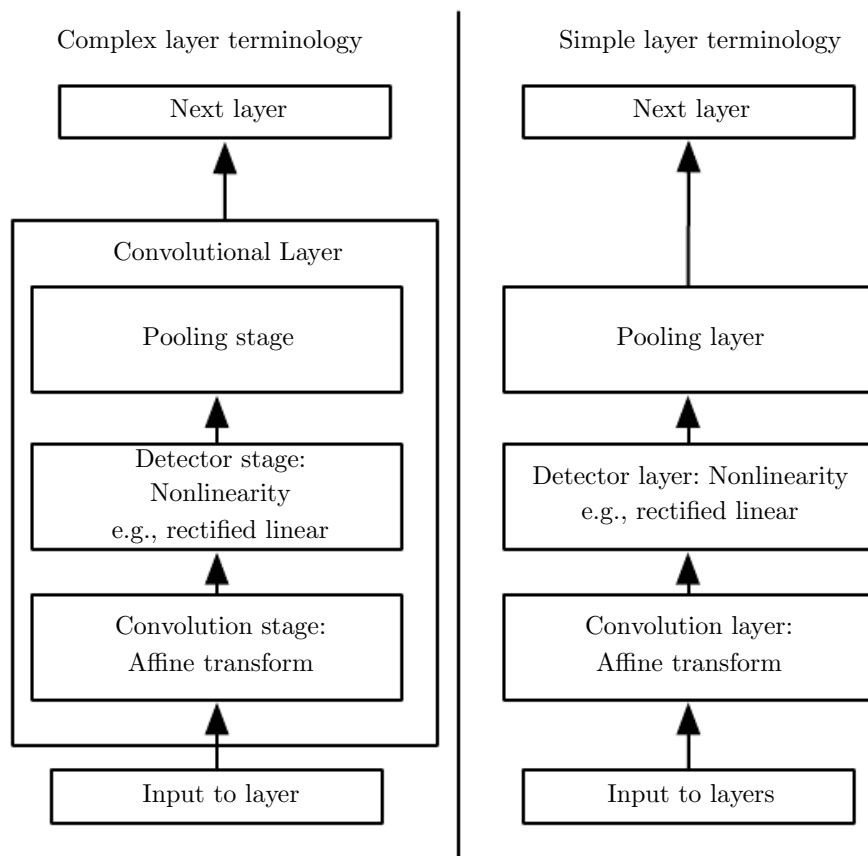 Complex layer terminology
Next layer
Convolutional Layer
Pooling stage
Detector stage:
Nonlinearity
e.g., rectified linear
Convolution stage:
Affine transform
Input to layer
Simple layer terminology
Next layer
Pooling layer
Detector layer: Nonlinearity
e.g., rectified linear
Convolution layer:
Affine transform
Input to layers